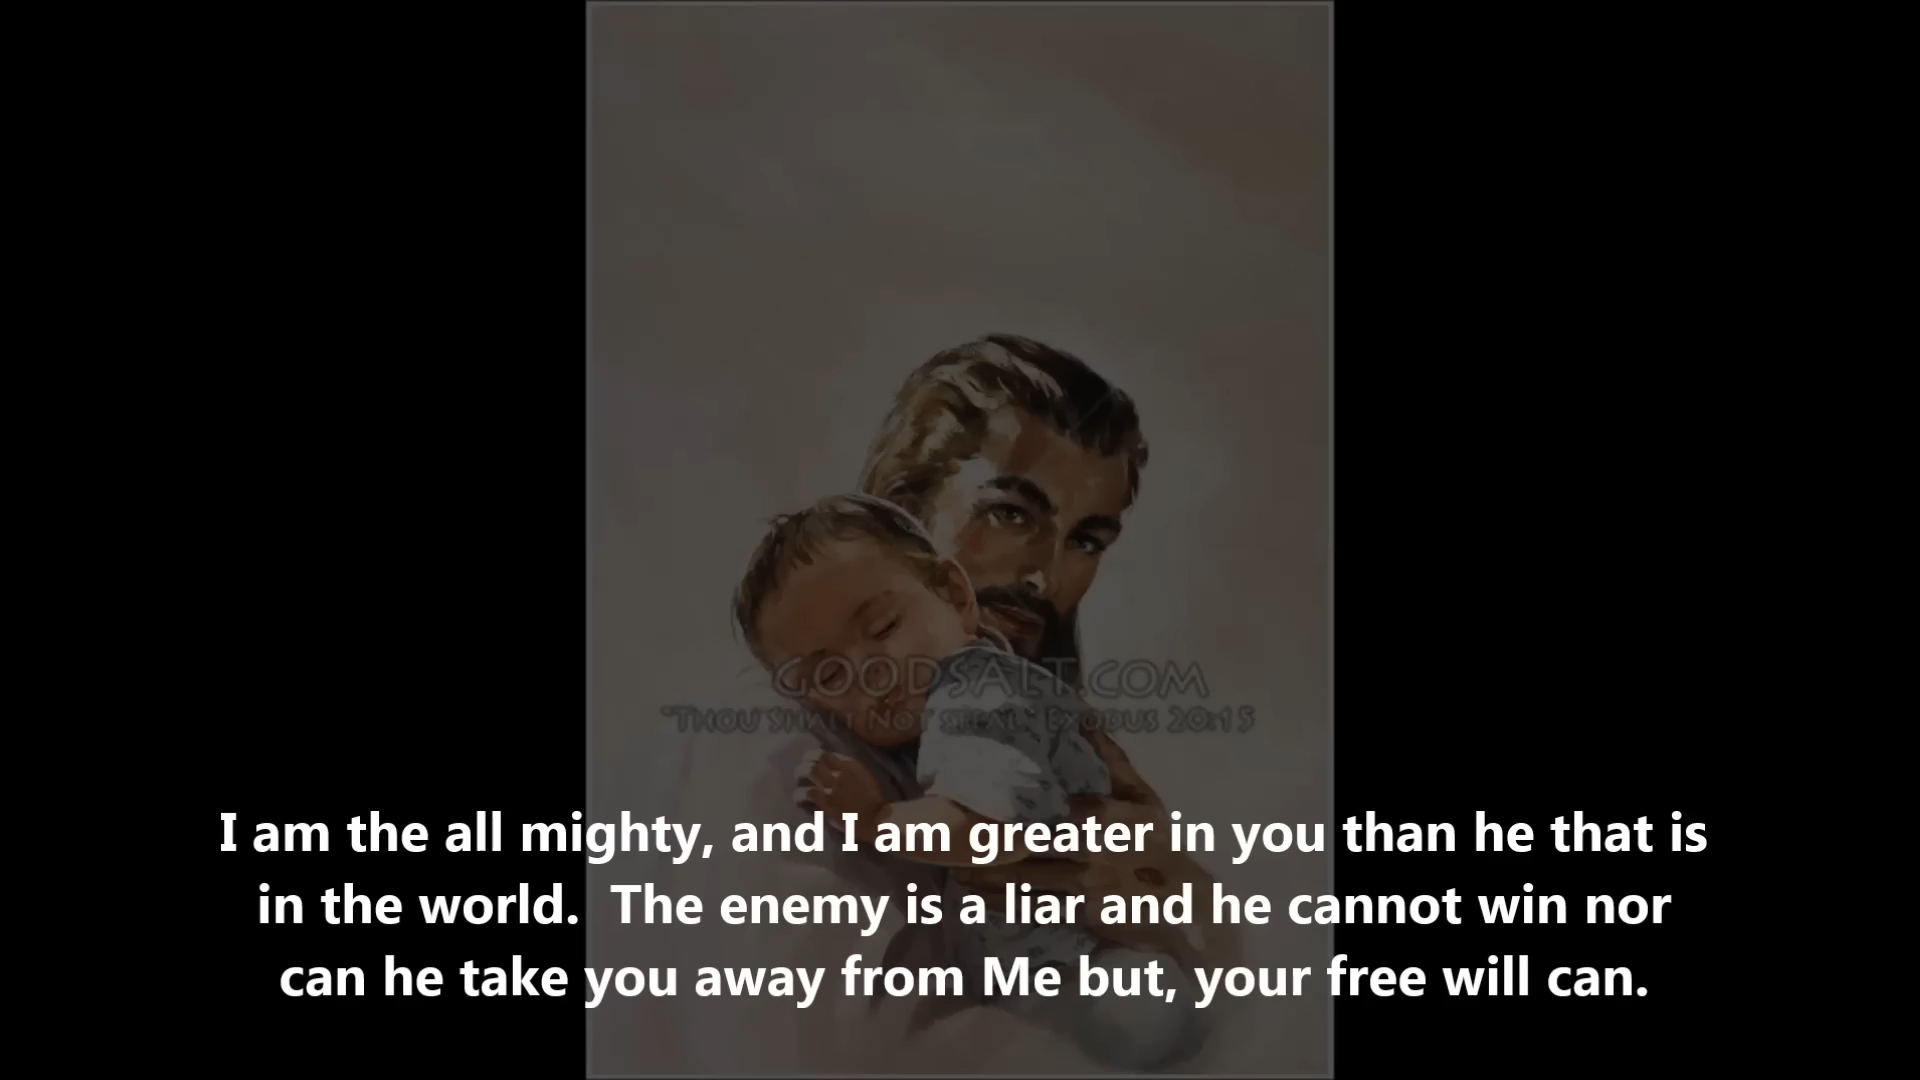 GOODSALT.COM
"THOU SHALT NOT STEAL" EXODUS 20:15
I am the all mighty, and I am greater in you than he that is
in the world.  The enemy is a liar and he cannot win nor
can he take you away from Me but, your free will can.